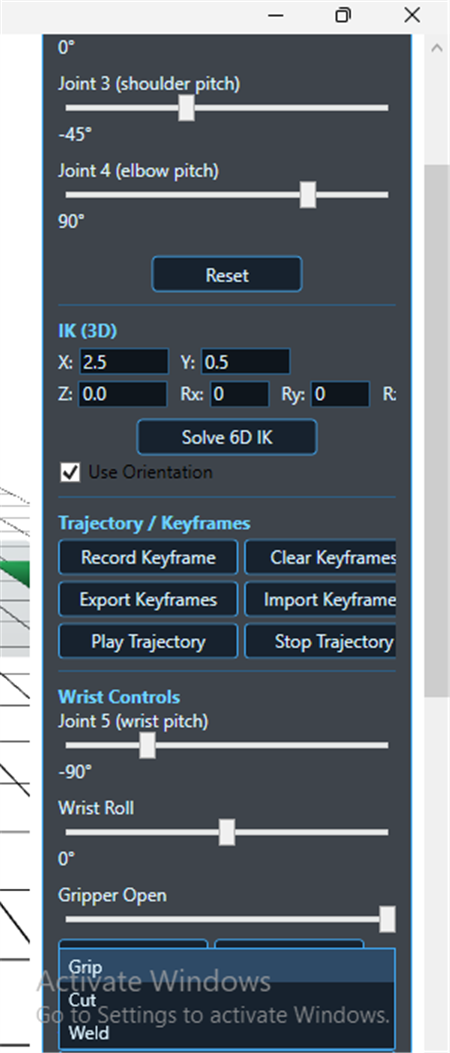 0°
Joint 3 (shoulder pitch)
-45°
Joint 4 (elbow pitch)
90°
Reset
IK (3D)
X: 2.5 Y: 0.5
Z: 0.0 Rx: 0 Ry: 0 R:
Solve 6D IK
Use Orientation
Trajectory / Keyframes
Record Keyframe Clear Keyframes
Export Keyframes Import Keyframe
Play Trajectory Stop Trajectory
Wrist Controls
Joint 5 (wrist pitch)
-90°
Wrist Roll
0°
Gripper Open
Grip
Activate Windows
Cut
Go to Settings to activate Windows.
Weld